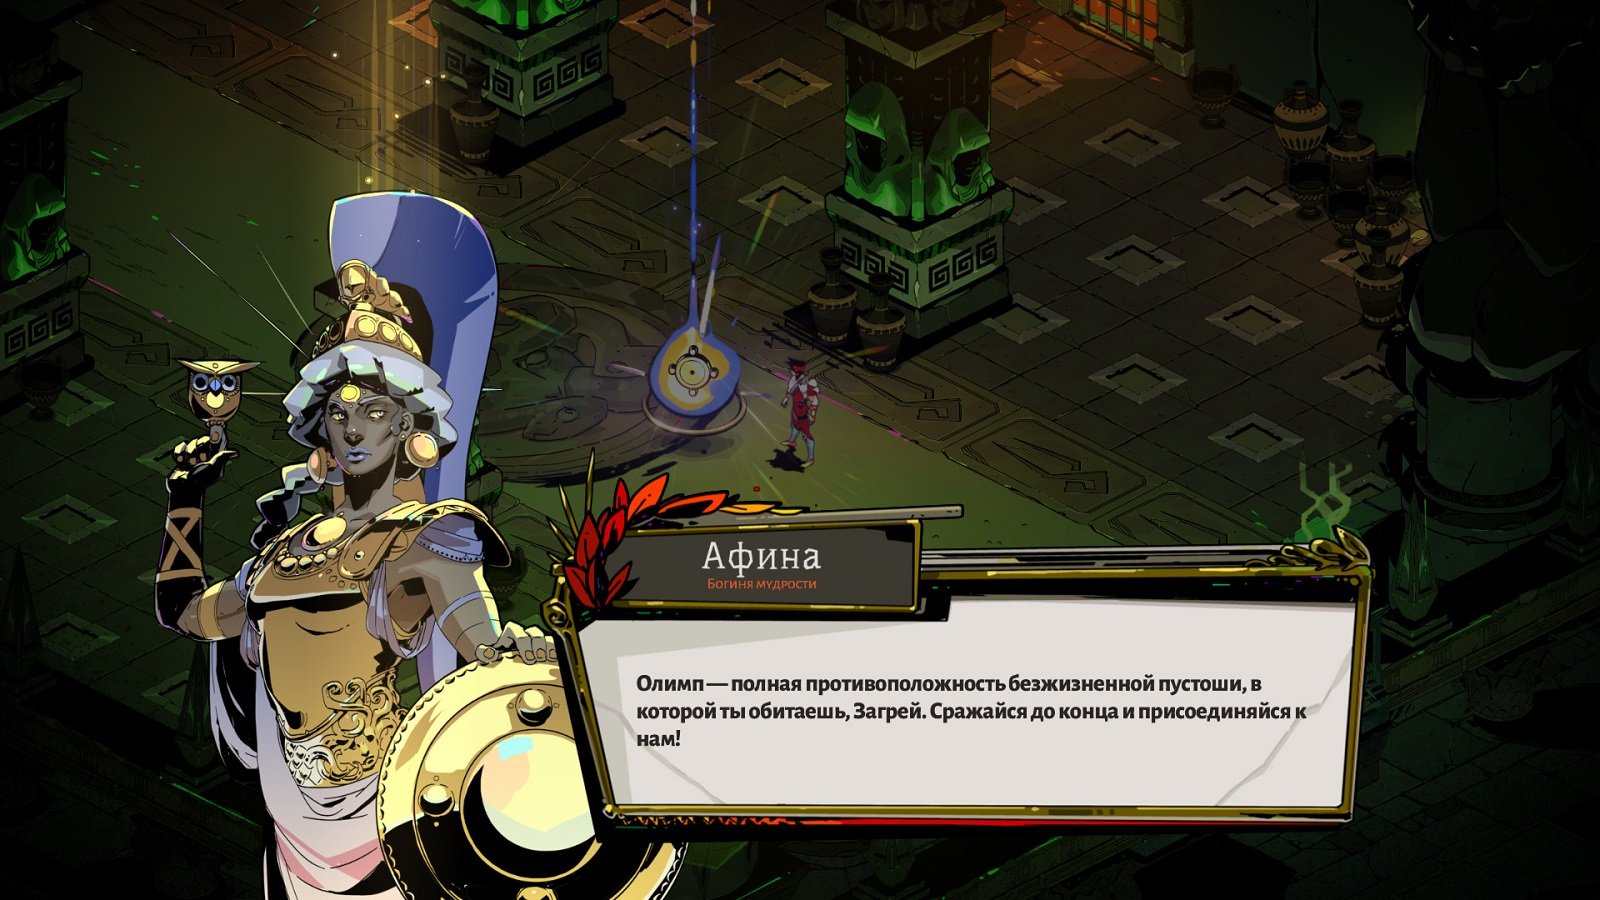 Афина
Богиня мудрости
Олимп — полная противоположность безжизненной пустоши, в
которой ты обитаешь, Загрей. Сражайся до конца и присоединяйся к
нам!